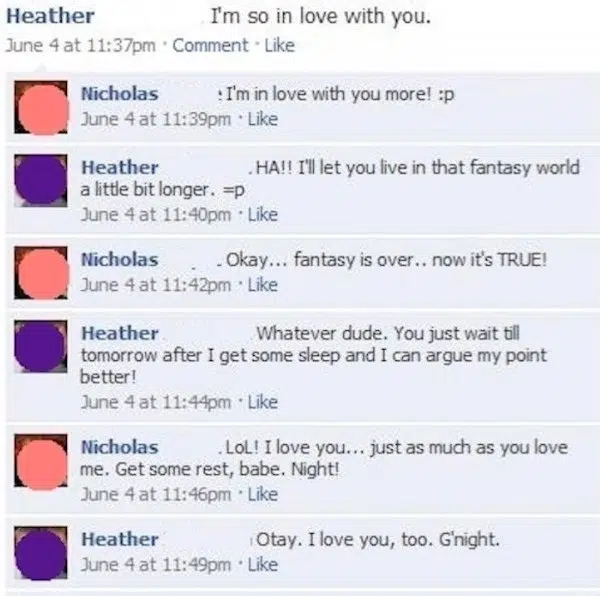 Heather I'm so in love with you.
June 4 at 11:37pm · Comment · Like
Nicholas : I'm in love with you more! :p
June 4 at 11:39pm · Like
Heather . HA!! I'll let you live in that fantasy world
a little bit longer. =p
June 4 at 11:40pm · Like
Nicholas . . Okay... fantasy is over.. now it's TRUE!
June 4 at 11:42pm · Like
Heather Whatever dude. You just wait till
tomorrow after I get some sleep and I can argue my point
better!
June 4 at 11:44pm · Like
Nicholas . LoL! I love you... just as much as you love
me. Get some rest, babe. Night!
June 4 at 11:46pm · Like
Heather Otay. I love you, too. G'night.
June 4 at 11:49pm · Like